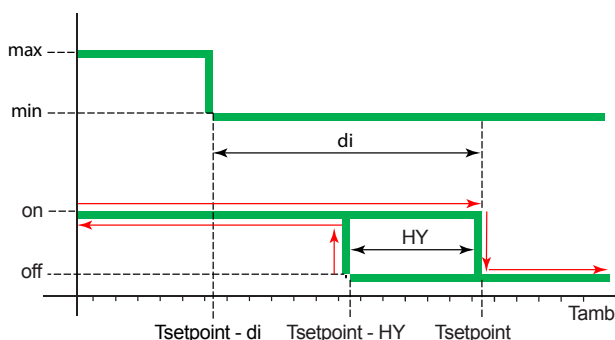 max
min
di
on
HY
off
Tamb
Tsetpoint - di
Tsetpoint - HY
Tsetpoint